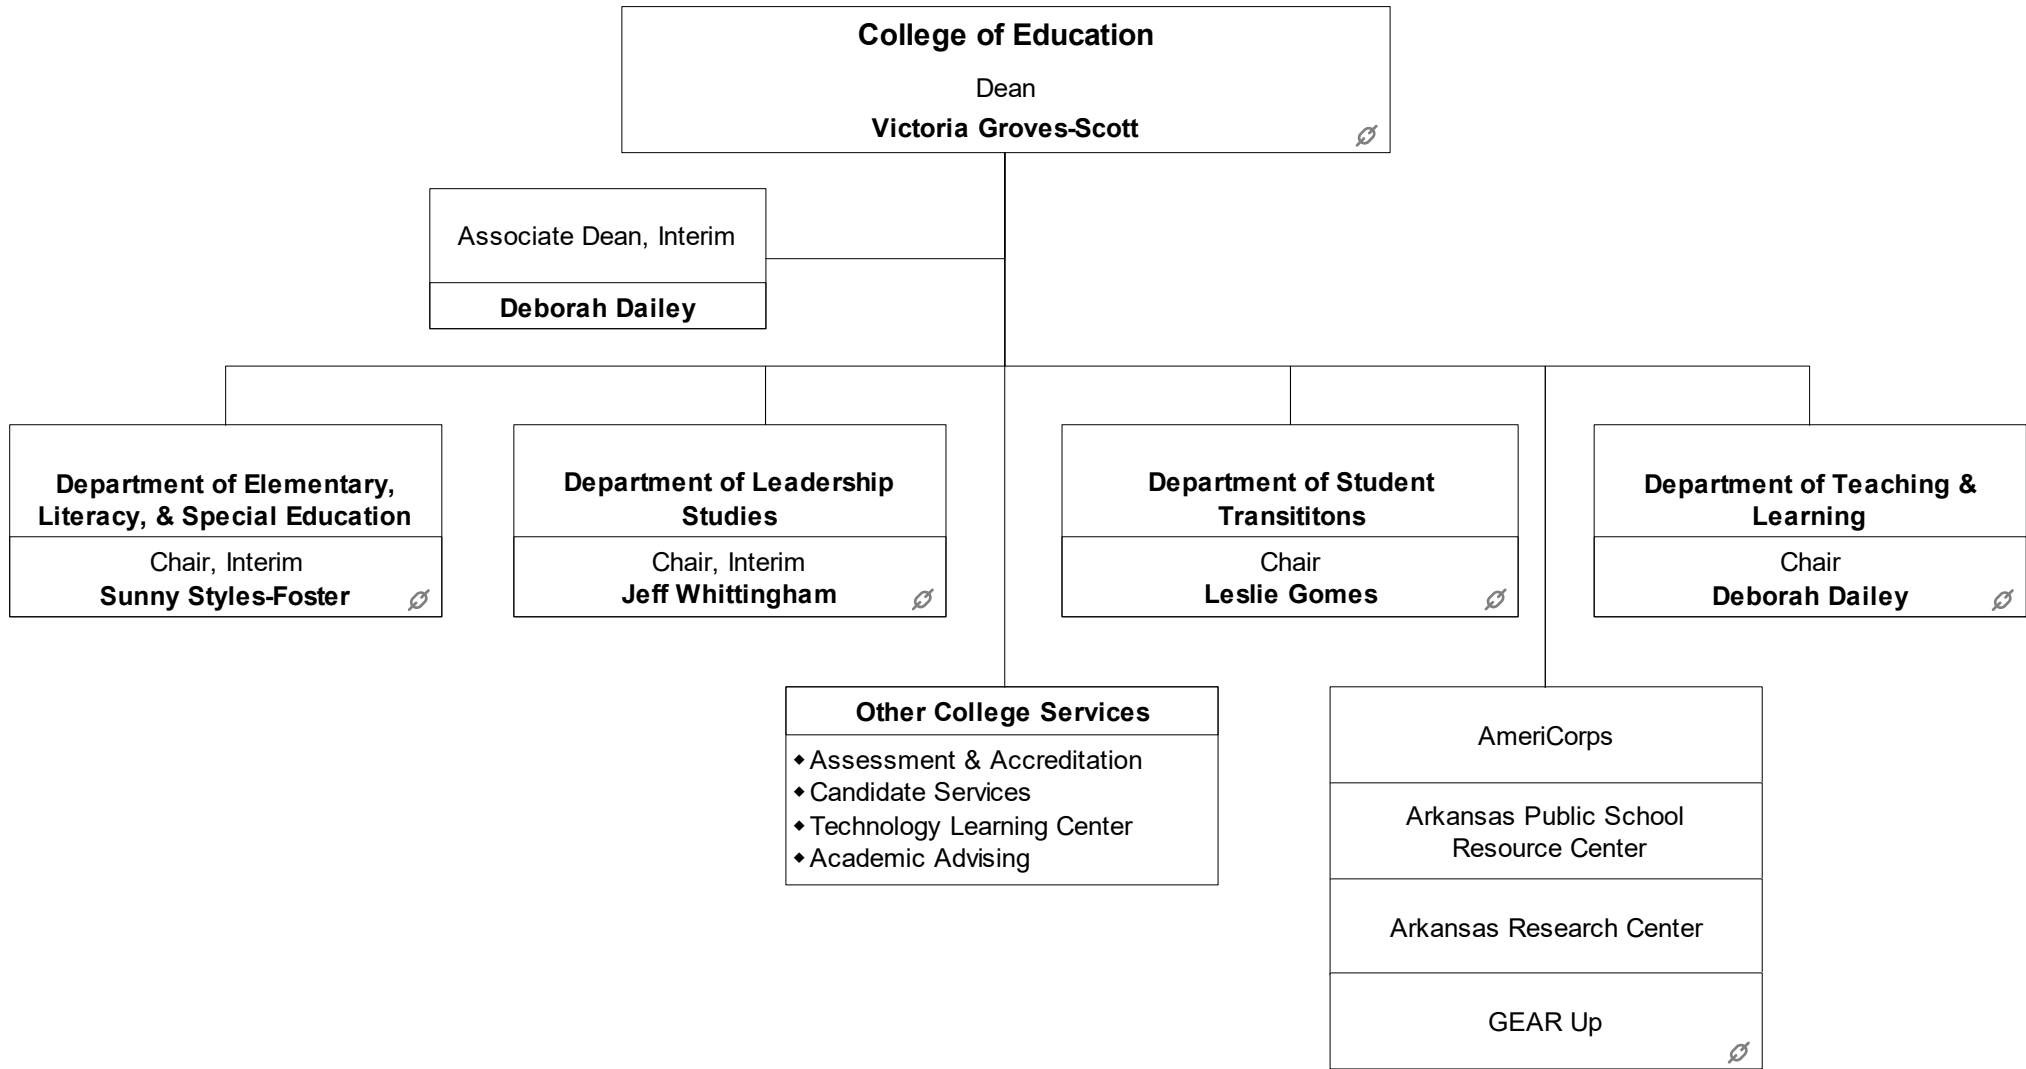 College of Education
Dean
Victoria Groves-Scott
Associate Dean, Interim
Deborah Dailey
Department of Elementary,
Literacy, & Special Education
Chair, Interim
Sunny Styles-Foster
Department of Leadership
Studies
Chair, Interim
Jeff Whittingham
Department of Student
Transititons
Chair
Leslie Gomes
Department of Teaching &
Learning
Chair
Deborah Dailey
Other College Services
◆ Assessment & Accreditation
◆ Candidate Services
◆ Technology Learning Center
◆ Academic Advising
AmeriCorps
Arkansas Public School
Resource Center
Arkansas Research Center
GEAR Up